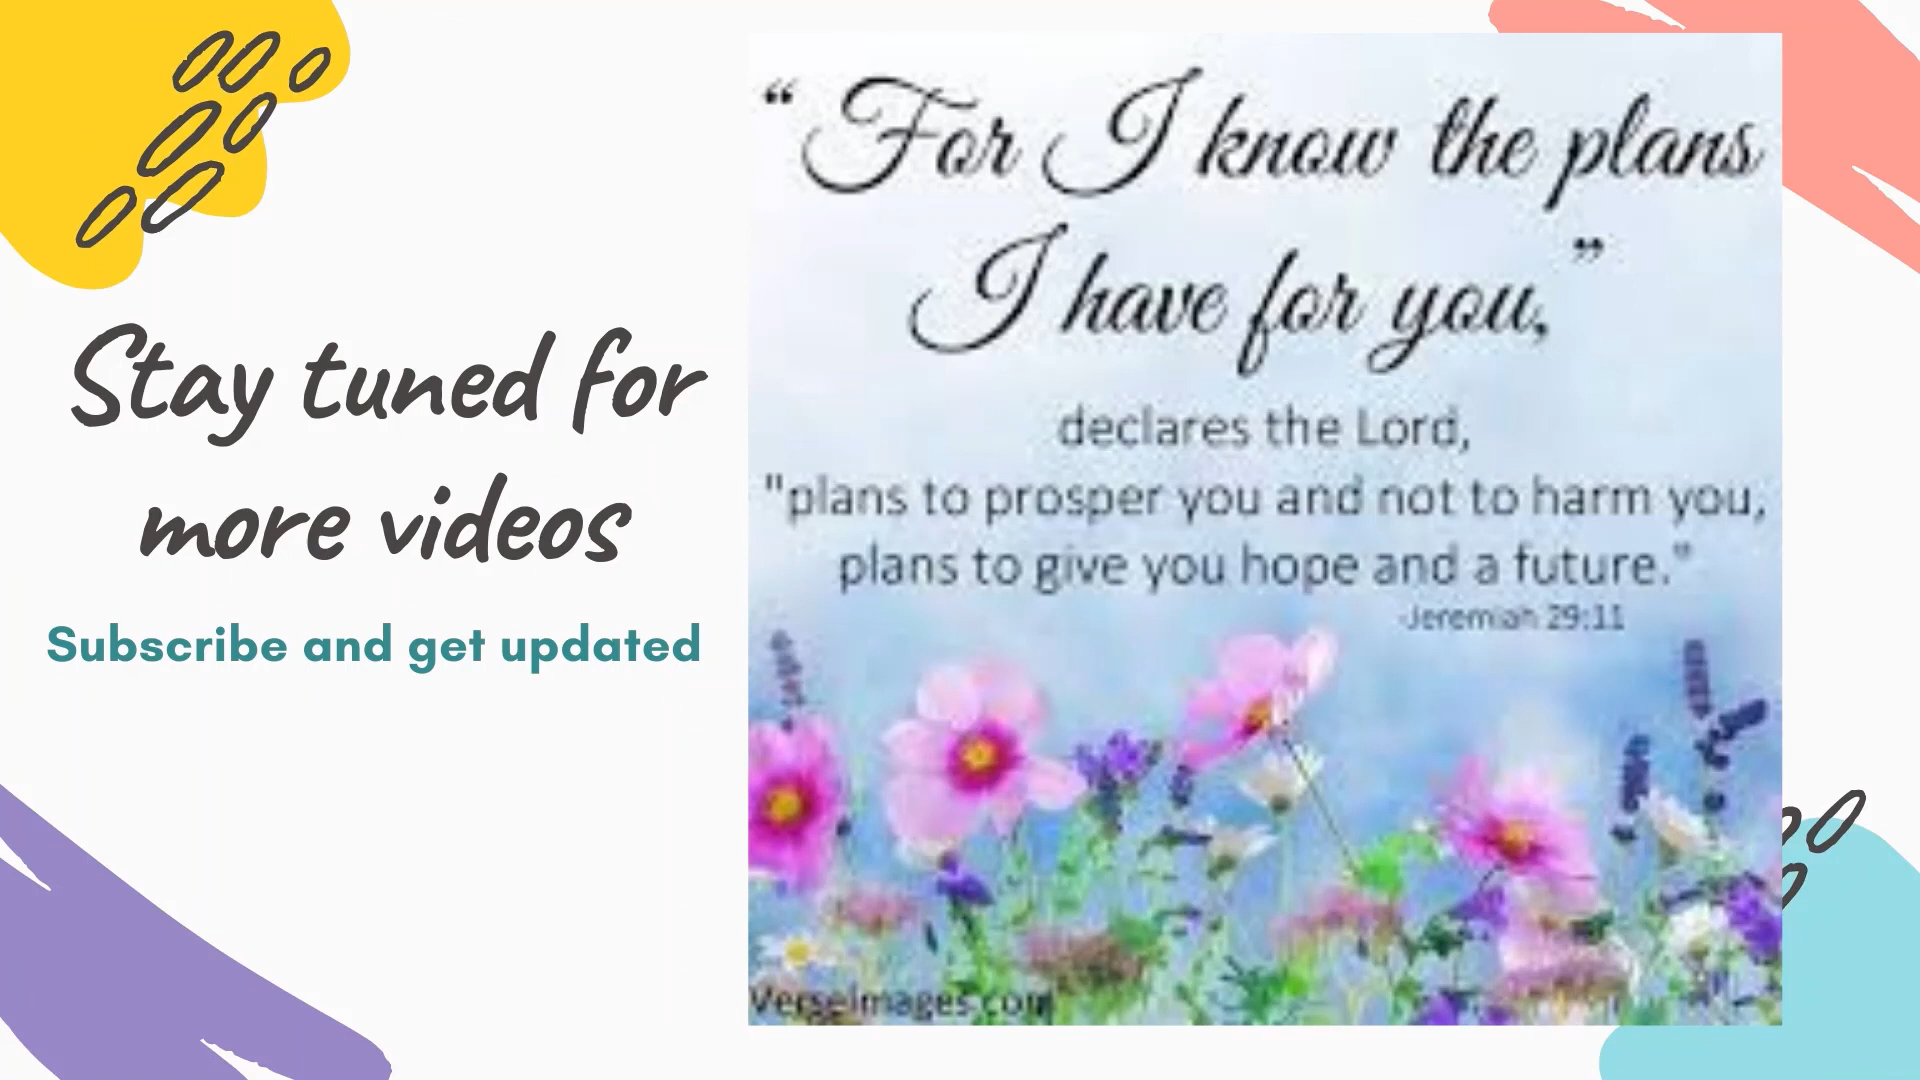 Stay tuned for
more videos
Subscribe and get updated
“For I know the plans
I have for you,”
declares the Lord,
"plans to prosper you and not to harm you,
plans to give you hope and a future."
-Jeremiah 29:11
VerseImages.com